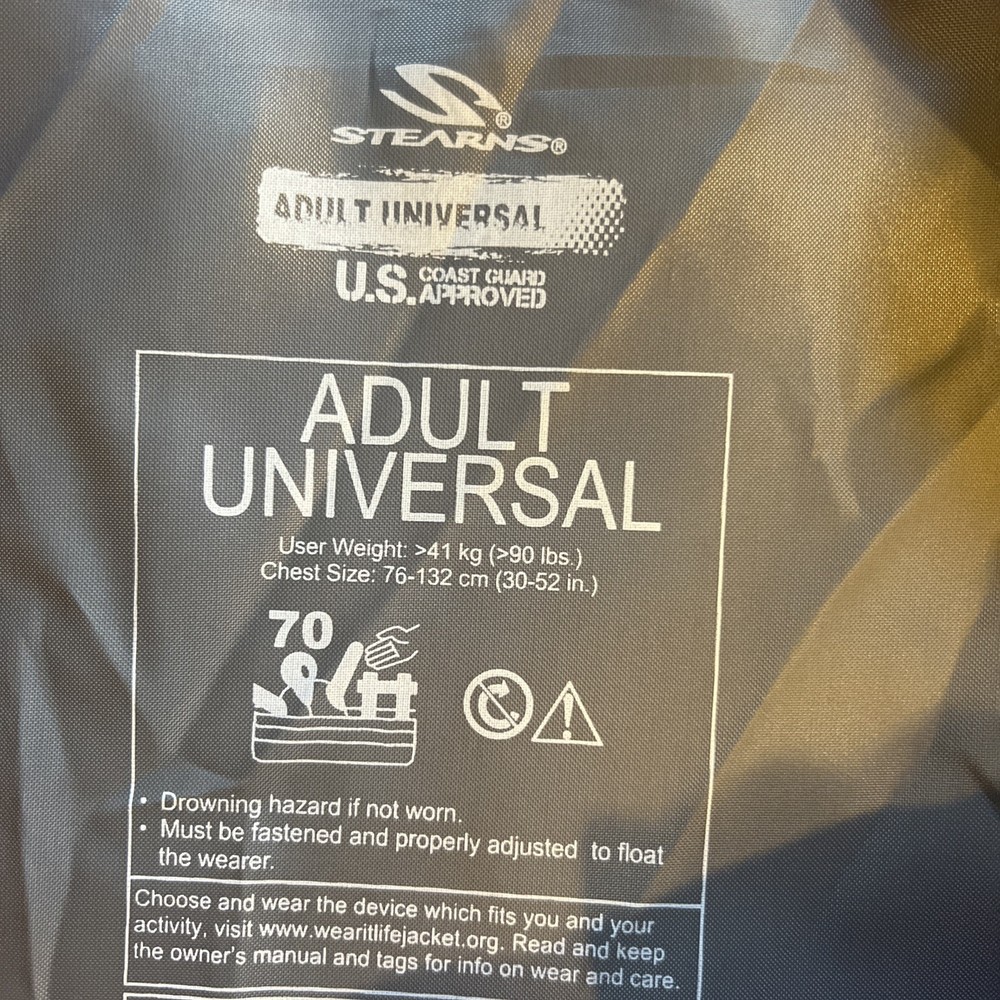 ®
STEARNS®
ADULT UNIVERSAL
U.S. COAST GUARD
APPROVED
ADULT
UNIVERSAL
User Weight: >41 kg (>90 lbs.)
Chest Size: 76-132 cm (30-52 in.)
70
• Drowning hazard if not worn.
• Must be fastened and properly adjusted to float
the wearer.
Choose and wear the device which fits you and your
activity, visit www.wearitlifejacket.org. Read and keep
the owner's manual and tags for info on wear and care.